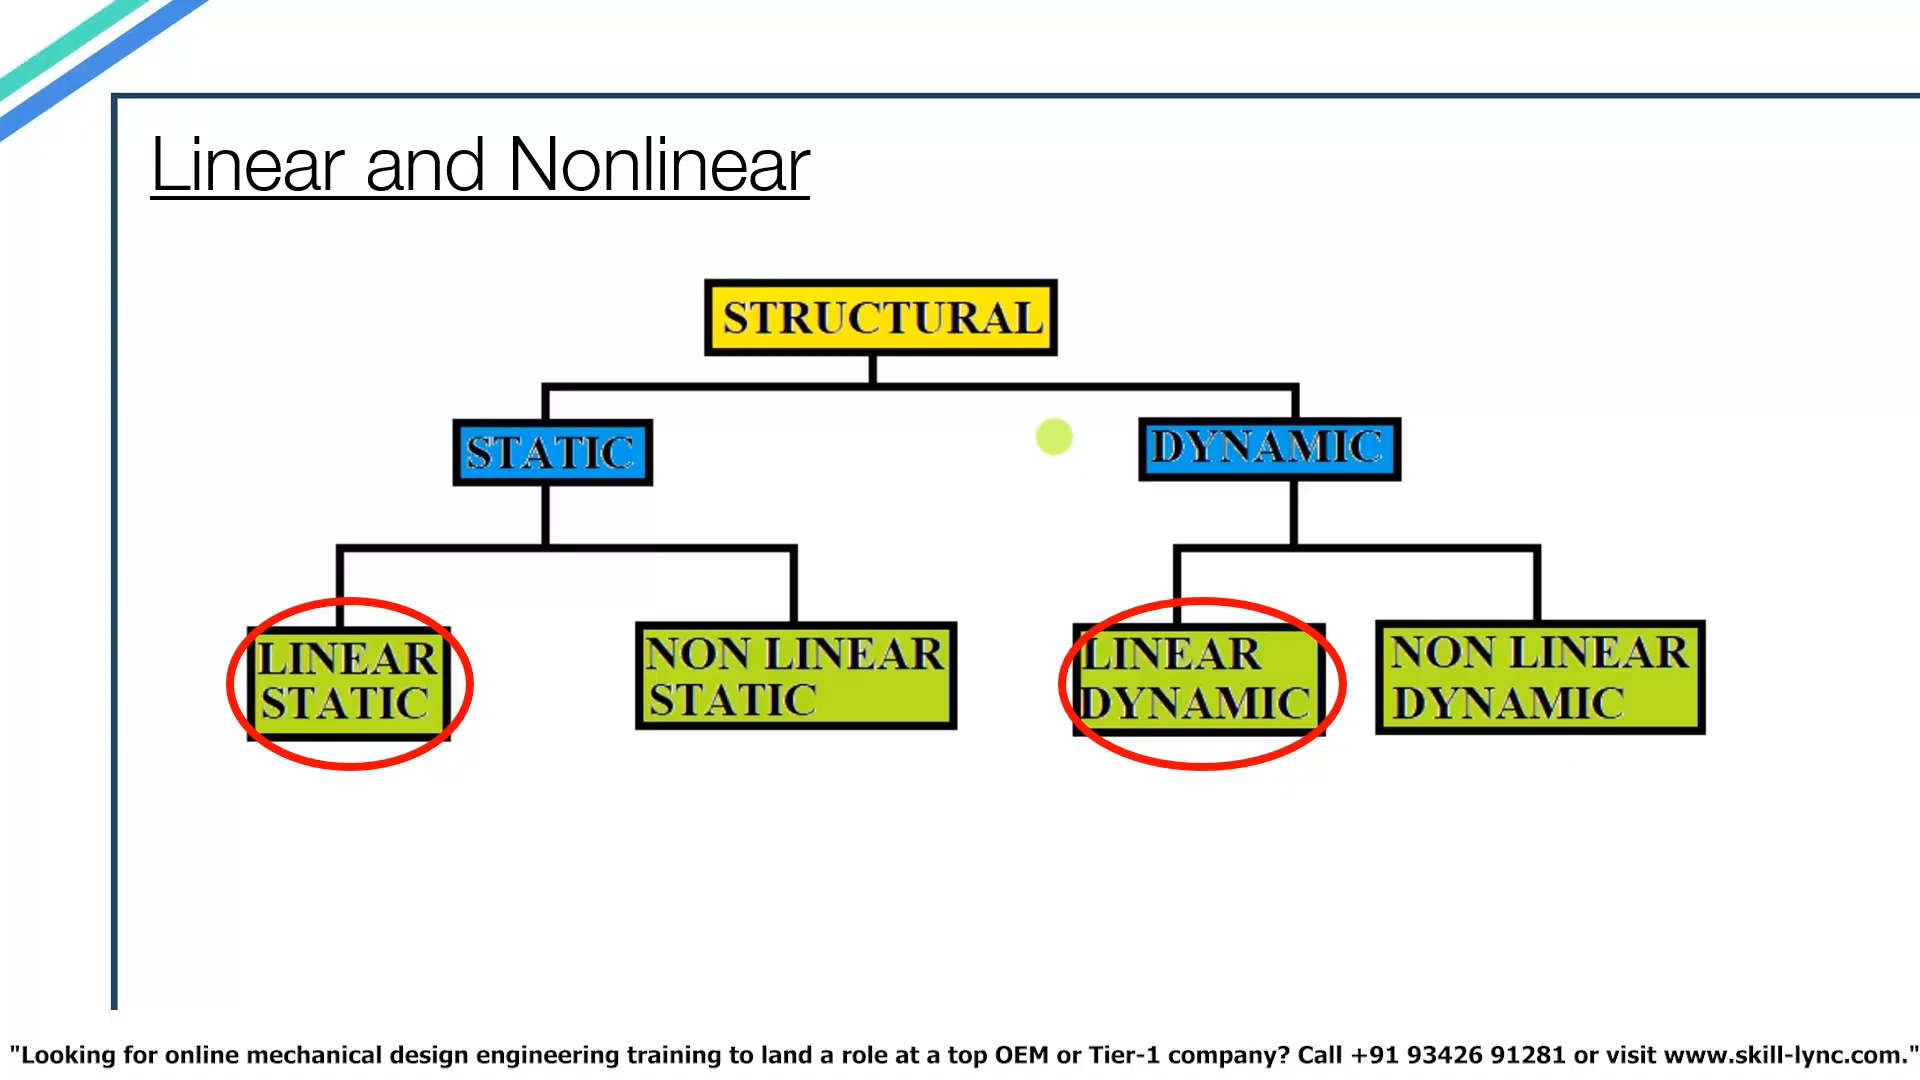 Linear and Nonlinear
STRUCTURAL
STATIC
DYNAMIC
LINEAR
STATIC
NON LINEAR
STATIC
LINEAR
DYNAMIC
NON LINEAR
DYNAMIC
"Looking for online mechanical design engineering training to land a role at a top OEM or Tier-1 company? Call +91 93426 91281 or visit www.skill-lync.com."